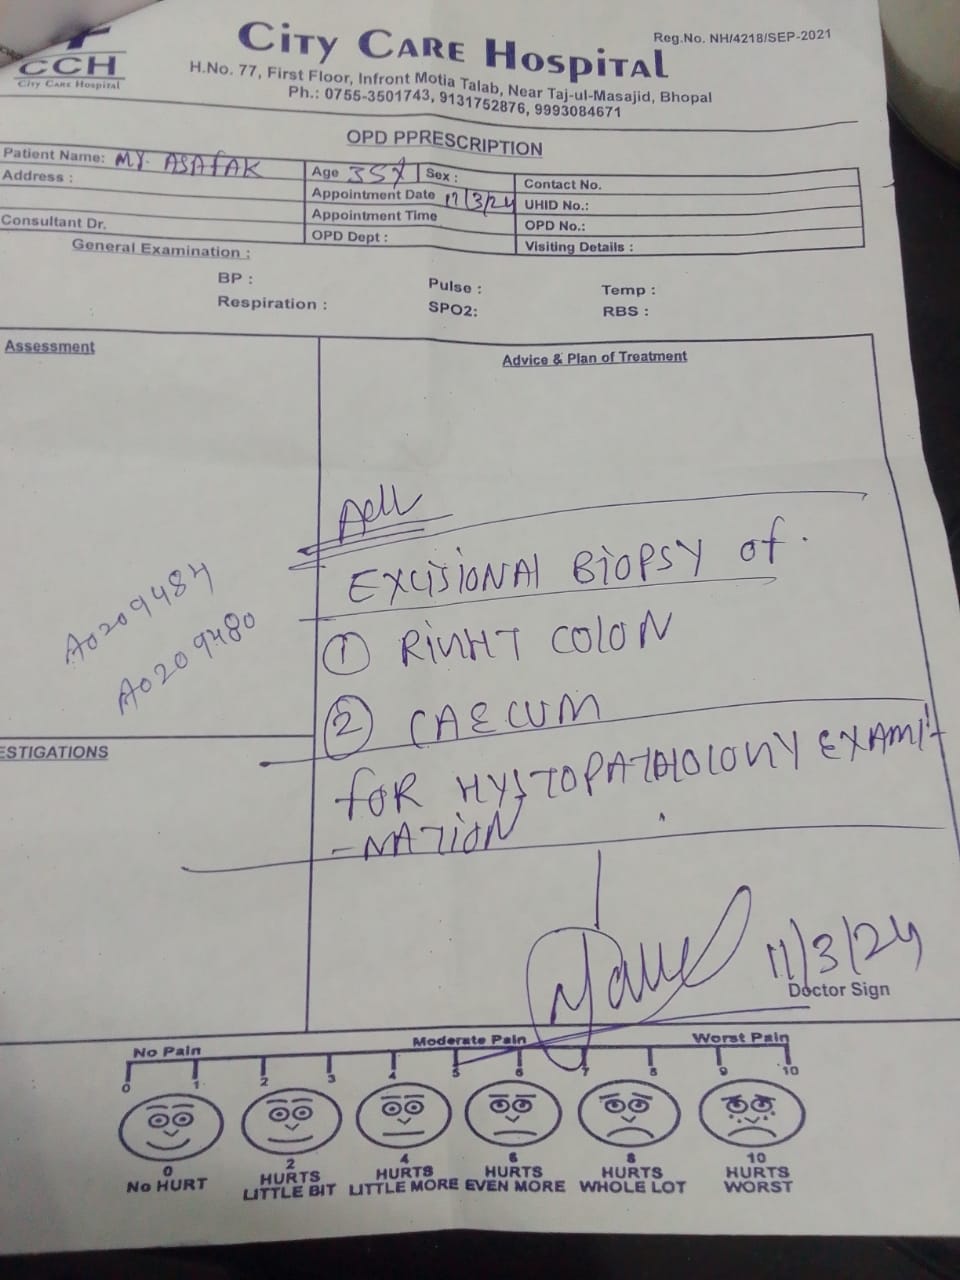 CCH
City Care Hospital
City Care Hospital
Reg.No. NH/4218/SEP-2021
H.No. 77, First Floor, Infront Motia Talab, Near Taj-ul-Masajid, Bhopal
Ph.: 0755-3501743, 9131752876, 9993084671
OPD PPRESCRIPTION
Patient Name: MY. ASAFAK
Age 35Y Sex :
Contact No.
Address :
Appointment Date 11/3/24
UHID No.:
Appointment Time
OPD No.:
Consultant Dr.
OPD Dept :
Visiting Details :
General Examination :
BP : Pulse : Temp :
Respiration : SPO2: RBS :
Assessment
Advice & Plan of Treatment
EXCISIONAl BiOPSY of
① RiUHT COLON
② CAECUM
foR HYSTOPATHOLOUY EXAMI
-NATION
A0209484
A0209480
ESTIGATIONS
11/3/24
Doctor Sign
No Pain Moderate Pain Worst Pain
0 1 2 3 4 5 6 7 8 9 10
0
No HURT
2
HURTS
LITTLE BIT
4
HURTS
LITTLE MORE
6
HURTS
EVEN MORE
8
HURTS
WHOLE LOT
10
HURTS
WORST